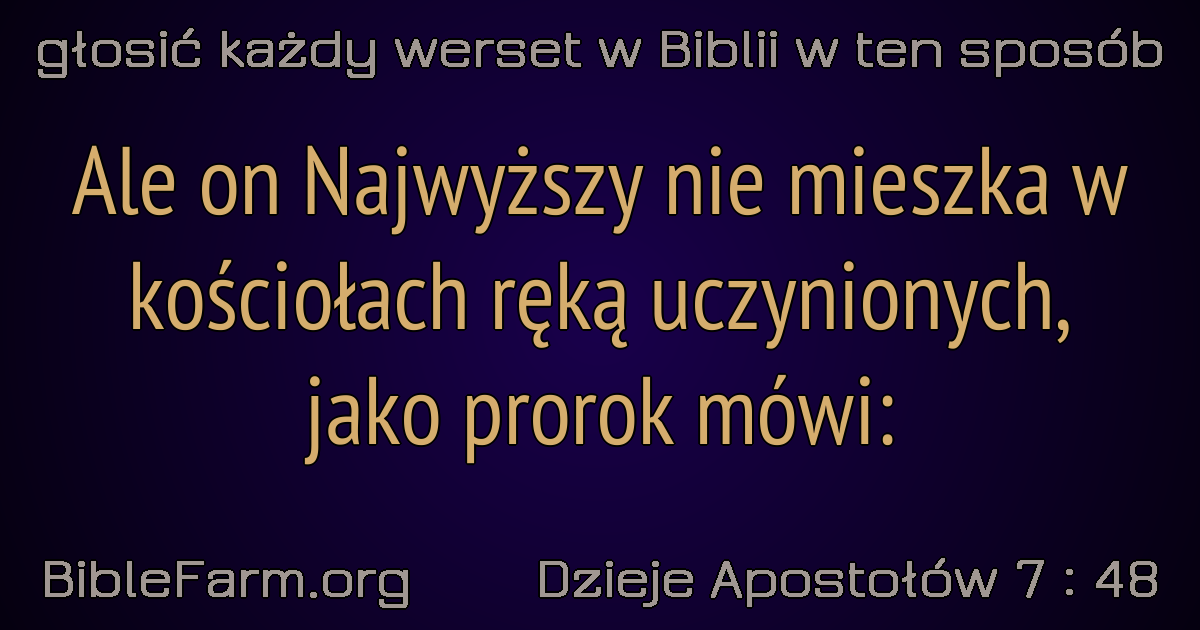 głosić każdy werset w Biblii w ten sposób
Ale on Najwyższy nie mieszka w
kościołach ręką uczynionych,
jako prorok mówi:
BibleFarm.org
Dzieje Apostołów 7 : 48